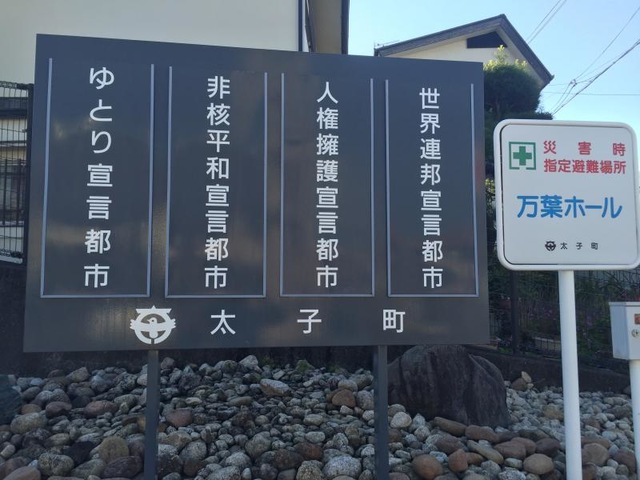 世界連邦宣言都市
人権擁護宣言都市
非核平和宣言都市
ゆとり宣言都市
太子町
災害時
指定避難場所
万葉ホール
太子町